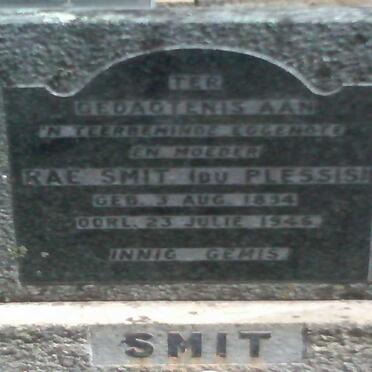 TER
GEDAGTENIS AAN
'N TEERBEMINDE EGGENOTE
EN MOEDER
RAE SMIT (DU PLESSIS)
GEB. 3 AUG. 1894
OORL. 23 JULIE 1946
INNIG GEMIS
SMIT